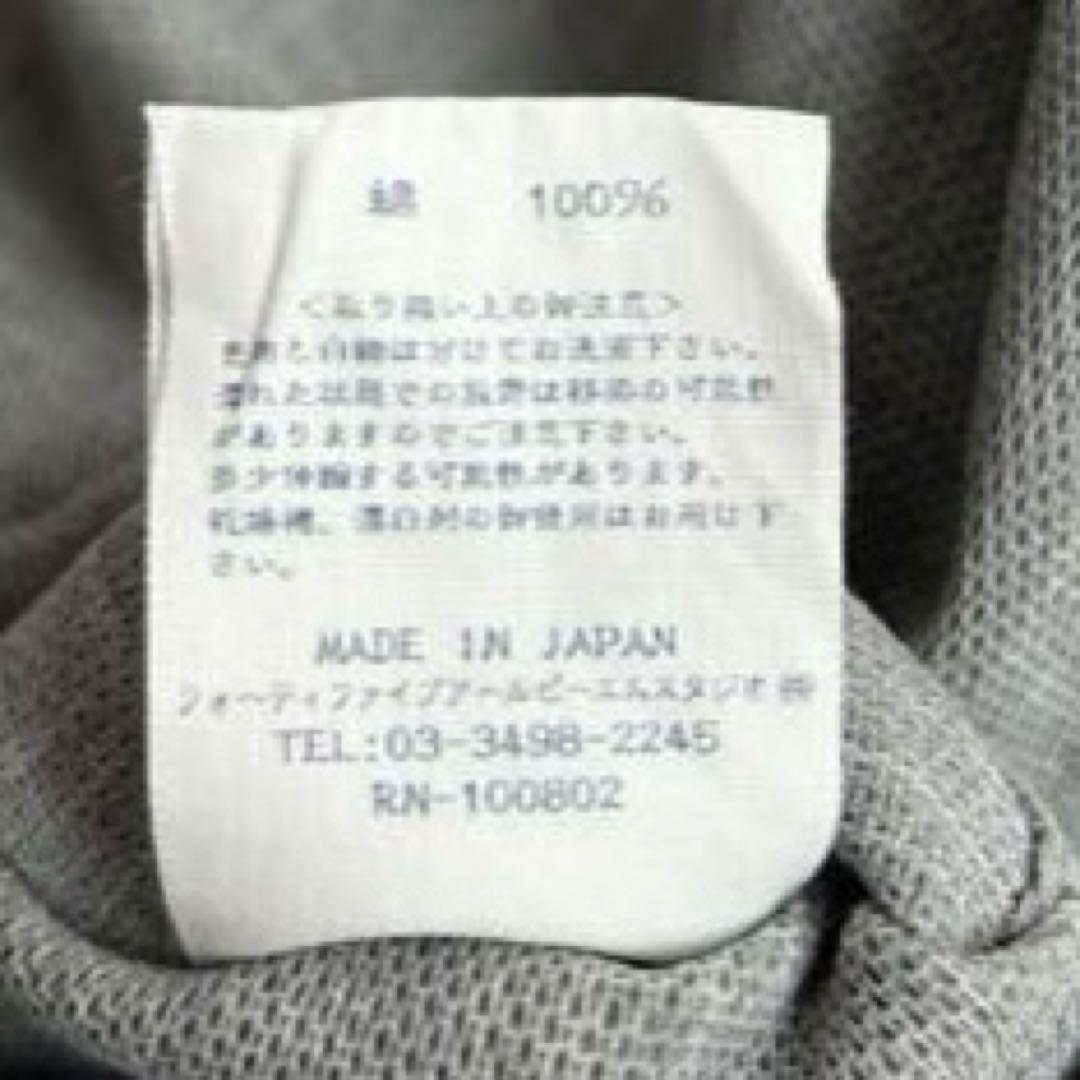 綿 100%
<取り扱い上の御注意>
色物と白物は分けてお洗濯下さい。
濡れた状態での放置は移染の可能性
がありますのでご注意下さい。
多少伸縮する可能性があります。
乾燥機、漂白剤の御使用はお避け下
さい。
MADE IN JAPAN
フォーティファイブアールピーエムスタジオ㈱
TEL:03-3498-2245
RN-100802